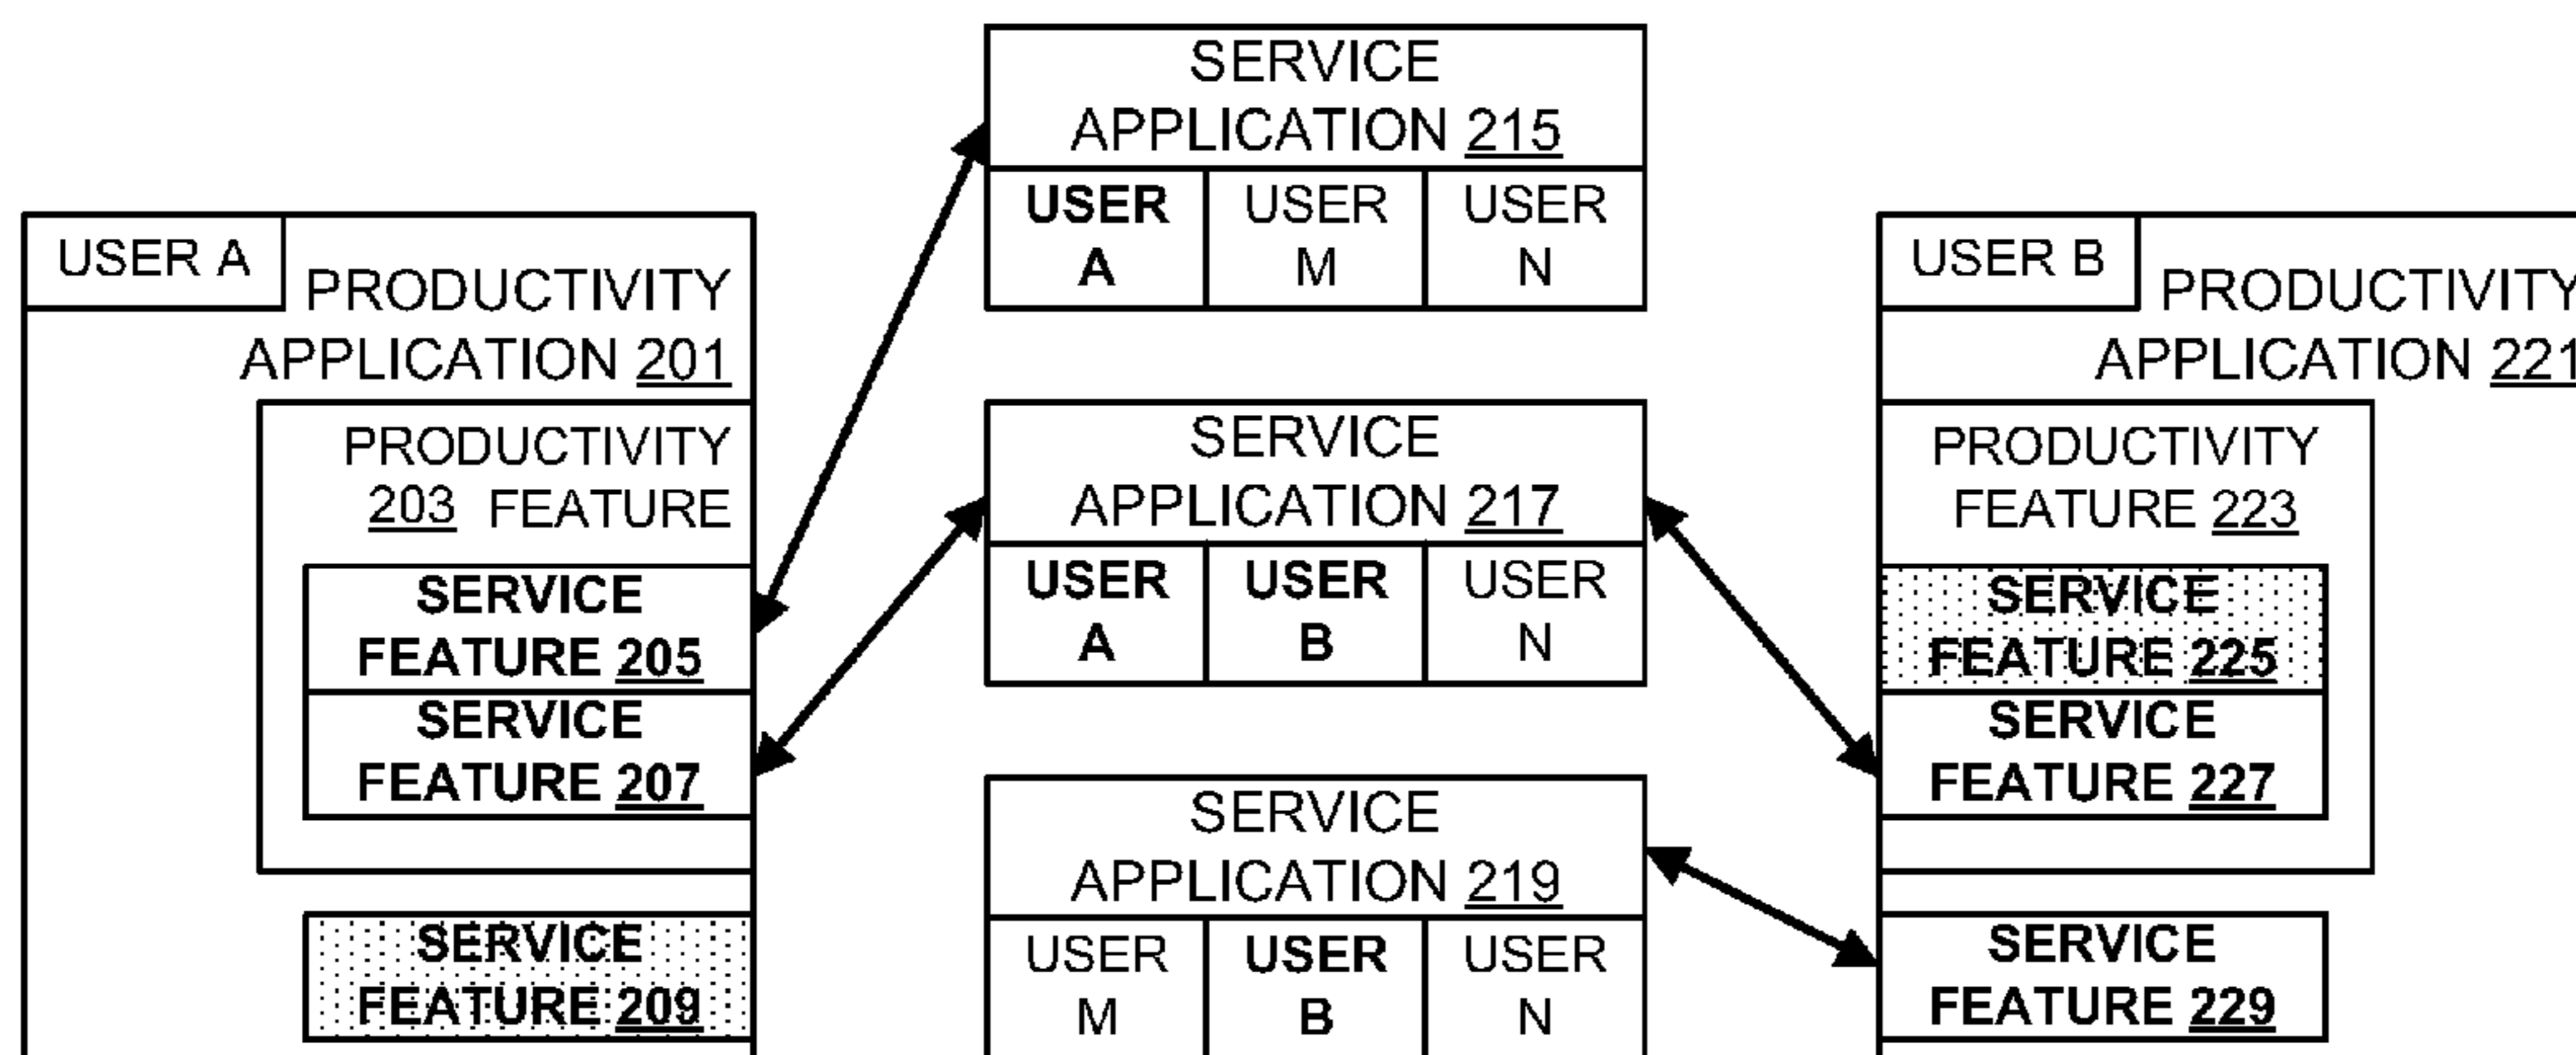 SERVICE
APPLICATION 215
USER
A
USER
M
USER
N
USER A
PRODUCTIVITY
APPLICATION 201
PRODUCTIVITY
203 FEATURE
SERVICE
FEATURE 205
SERVICE
FEATURE 207
SERVICE
FEATURE 209
SERVICE
APPLICATION 217
USER
A
USER
B
USER
N
SERVICE
APPLICATION 219
USER
M
USER
B
USER
N
USER B
PRODUCTIVITY
APPLICATION 221
PRODUCTIVITY
FEATURE 223
SERVICE
FEATURE 225
SERVICE
FEATURE 227
SERVICE
FEATURE 229